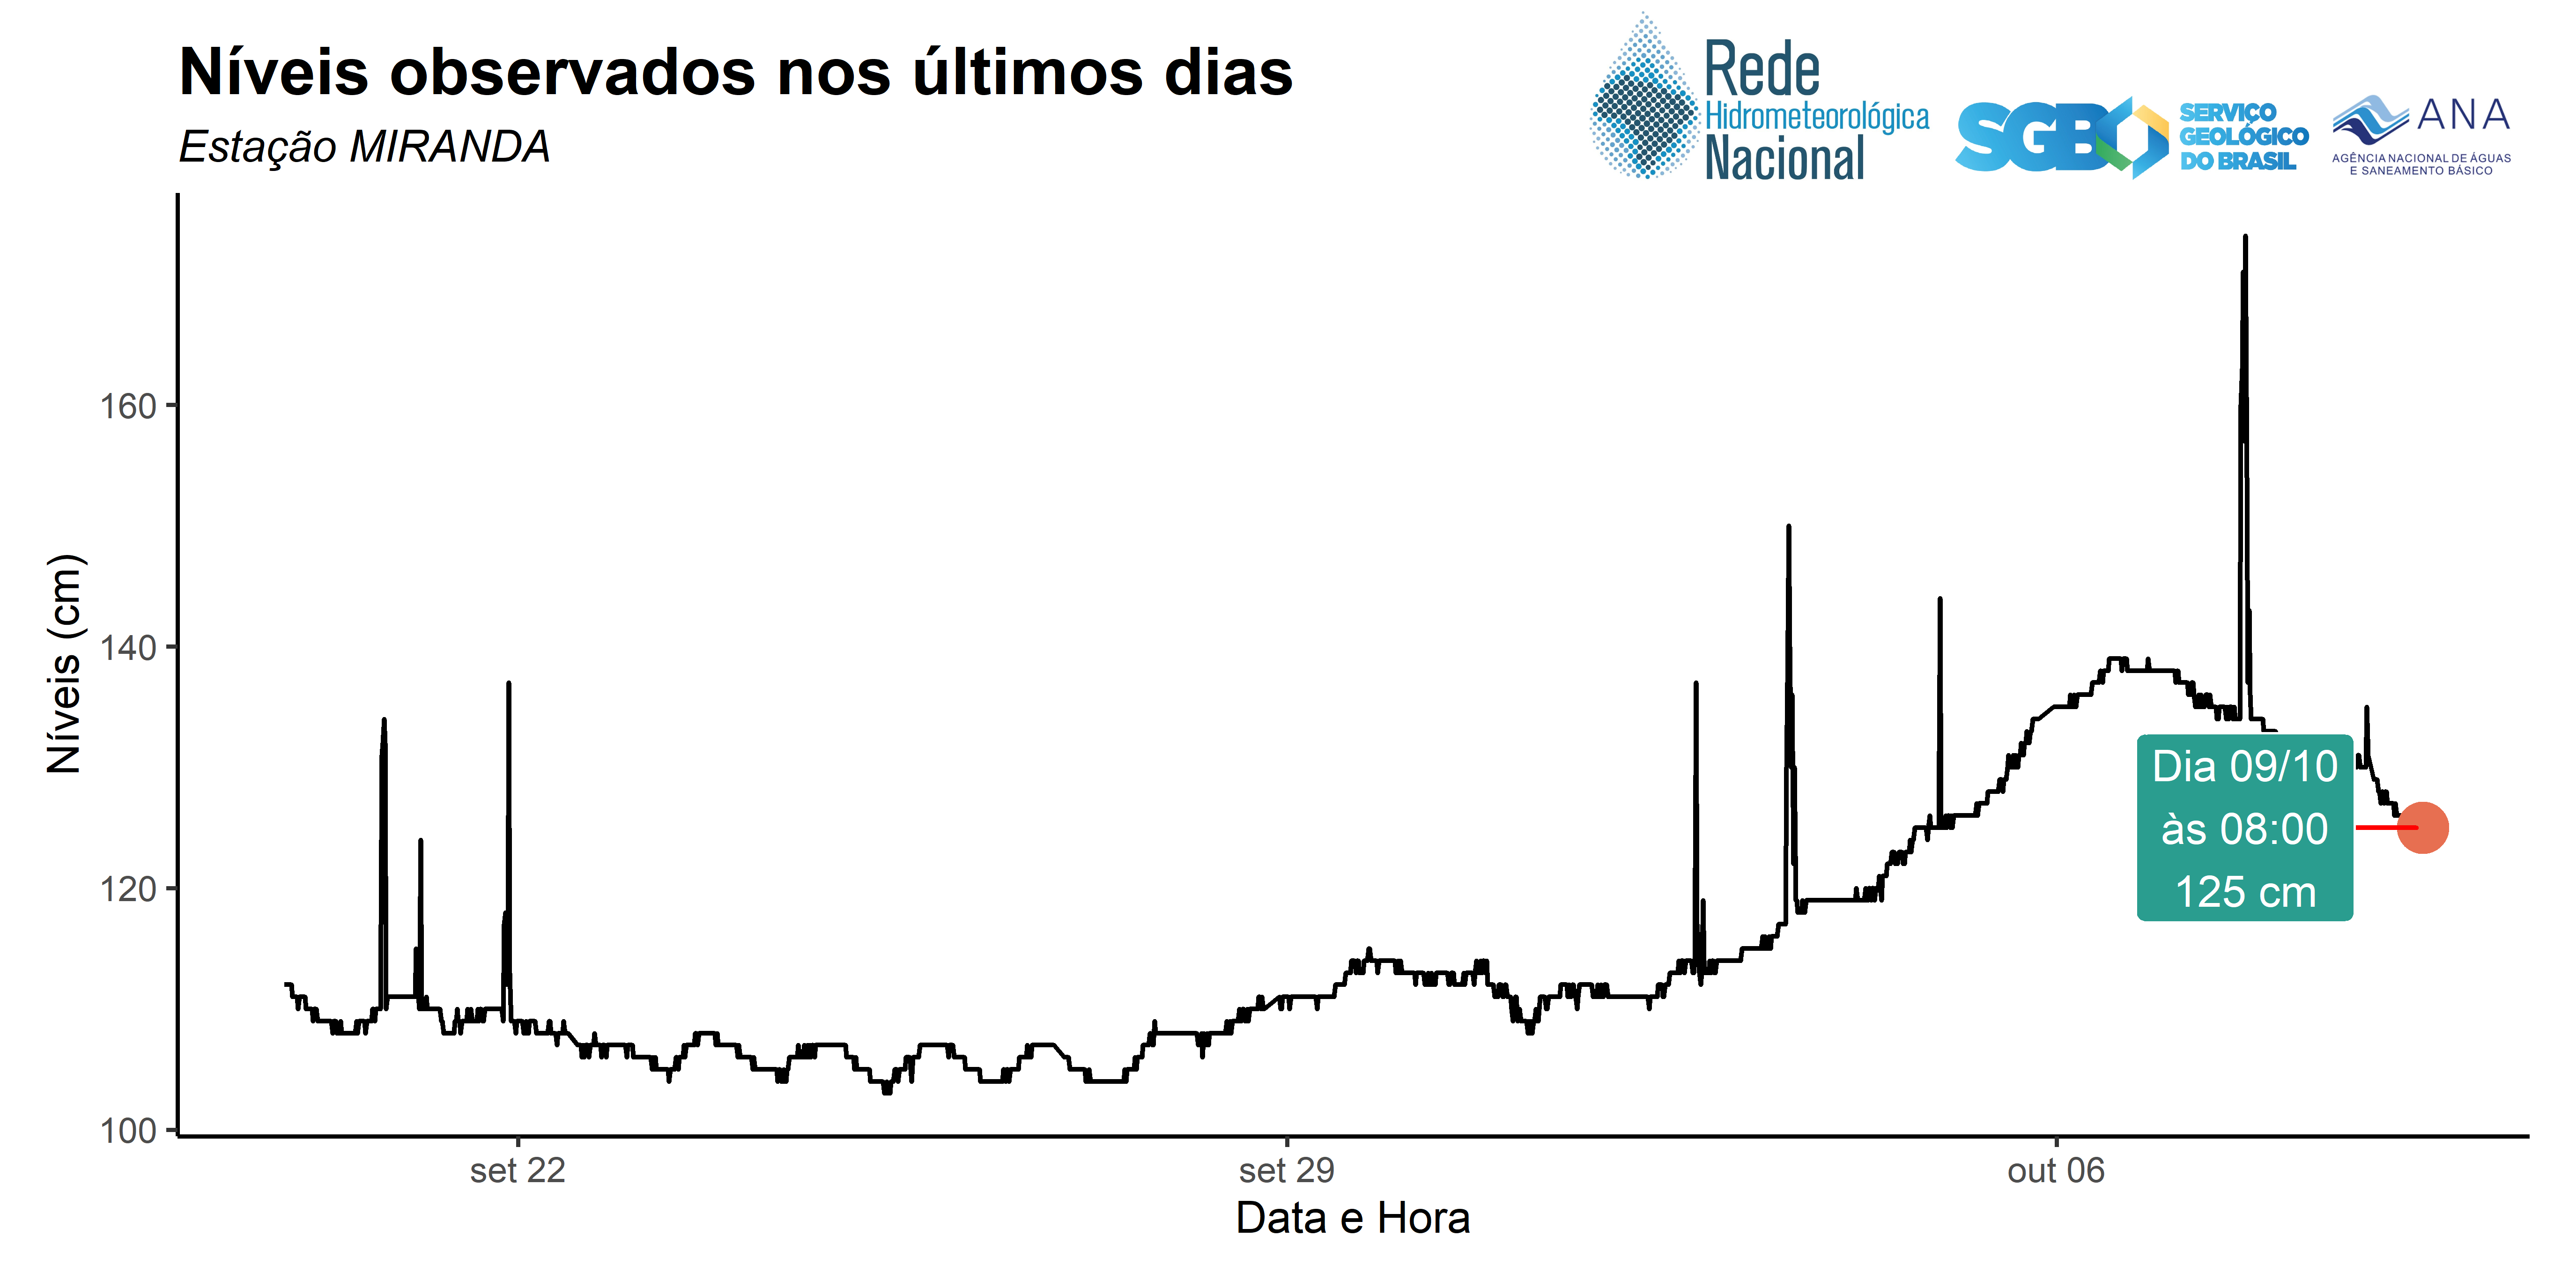 Níveis observados nos últimos dias
Estação MIRANDA
Rede
Hidrometeorológica
Nacional
SGB
SERVIÇO
GEOLÓGICO
DO BRASIL
ANA
AGÊNCIA NACIONAL DE ÁGUAS
E SANEAMENTO BÁSICO
Níveis (cm)
160
140
120
100
Dia 09/10
às 08:00
125 cm
set 22
set 29
out 06
Data e Hora